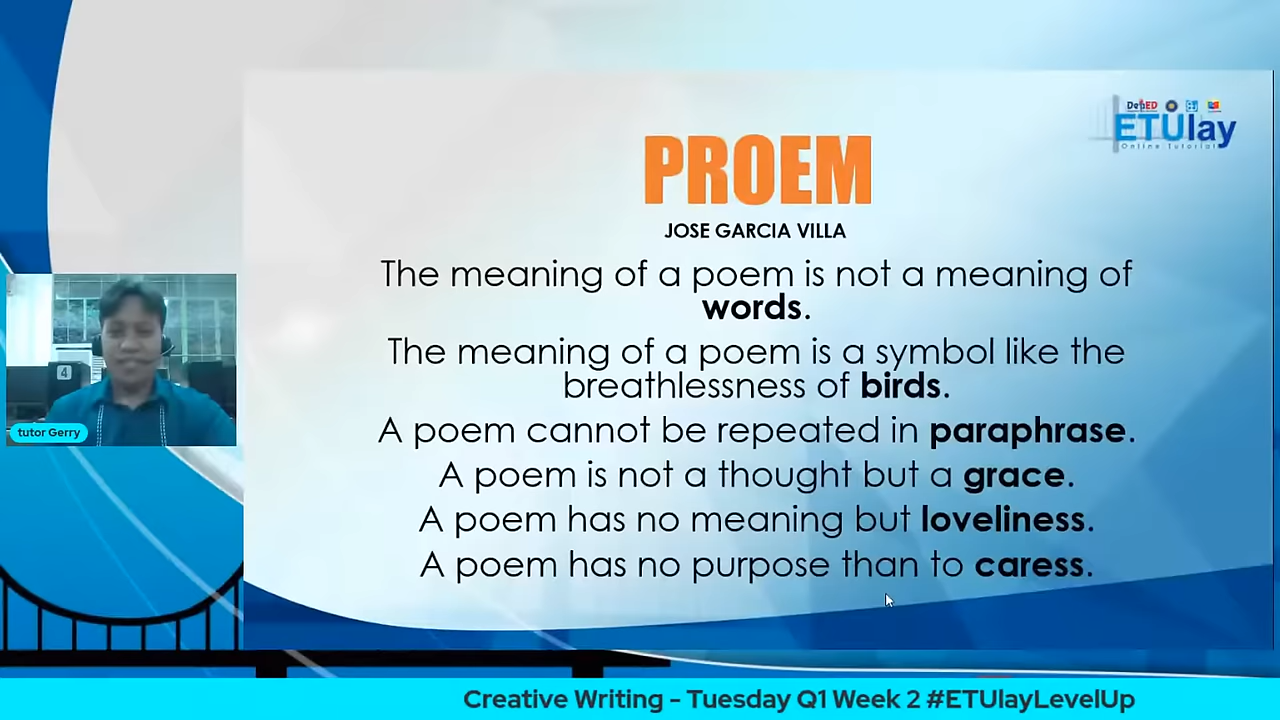 DepED
ETUlay
Online Tutorial
PROEM
JOSE GARCIA VILLA
The meaning of a poem is not a meaning of
words.
The meaning of a poem is a symbol like the
breathlessness of birds.
A poem cannot be repeated in paraphrase.
A poem is not a thought but a grace.
A poem has no meaning but loveliness.
A poem has no purpose than to caress.
4
tutor Gerry
Creative Writing - Tuesday Q1 Week 2 #ETUlayLevelUp